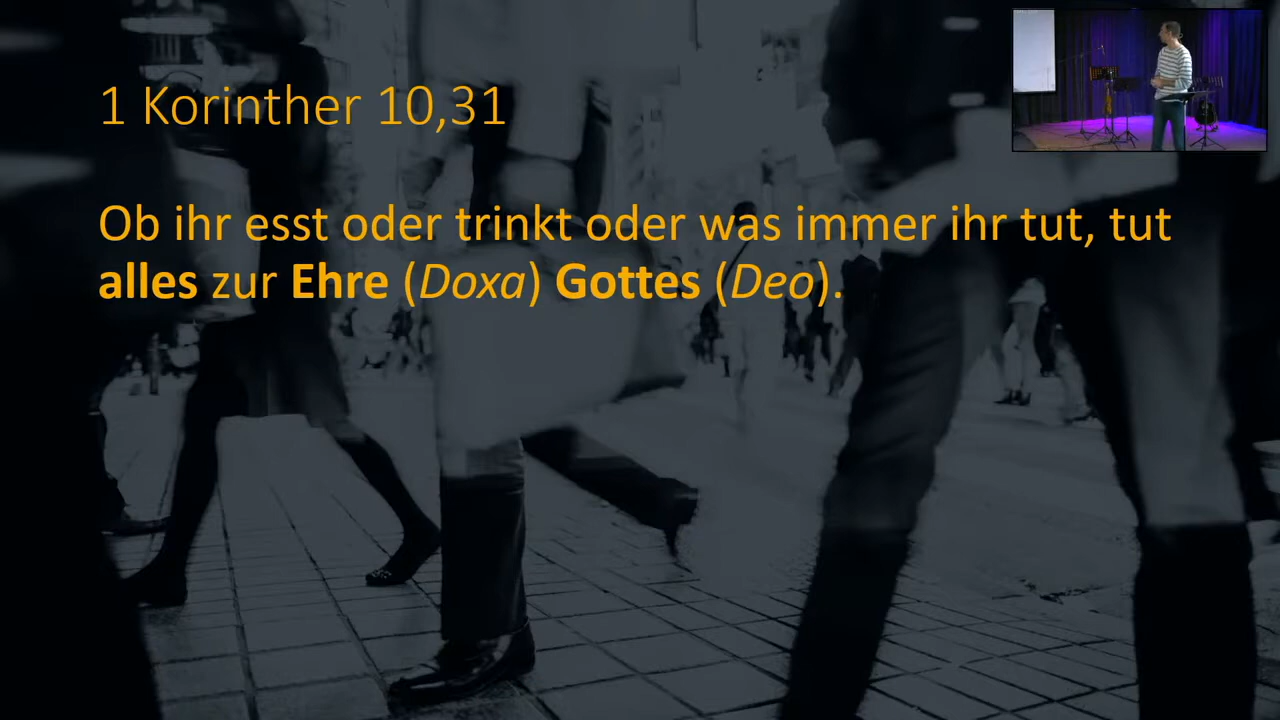 1 Korinther 10,31
Ob ihr esst oder trinkt oder was immer ihr tut, tut
alles zur Ehre (Doxa) Gottes (Deo).